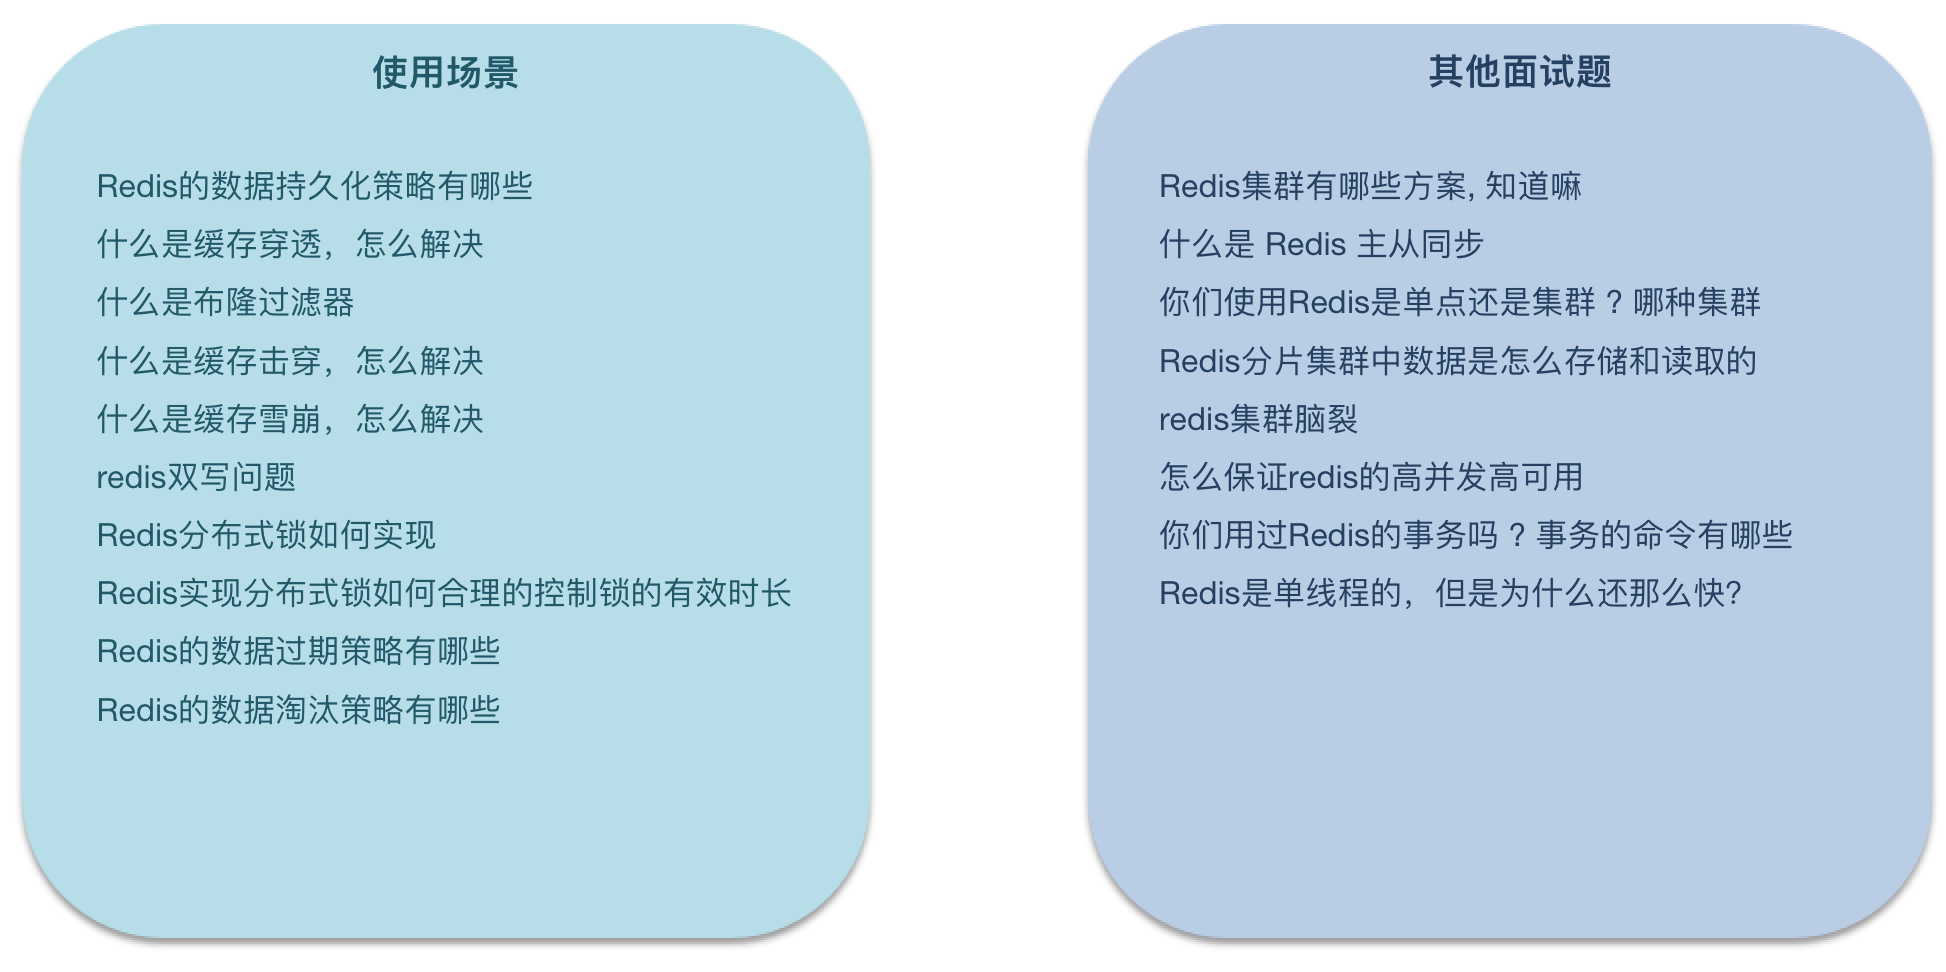 使用场景
Redis的数据持久化策略有哪些
什么是缓存穿透，怎么解决
什么是布隆过滤器
什么是缓存击穿，怎么解决
什么是缓存雪崩，怎么解决
redis双写问题
Redis分布式锁如何实现
Redis实现分布式锁如何合理的控制锁的有效时长
Redis的数据过期策略有哪些
Redis的数据淘汰策略有哪些
其他面试题
Redis集群有哪些方案, 知道嘛
什么是 Redis 主从同步
你们使用Redis是单点还是集群 ? 哪种集群
Redis分片集群中数据是怎么存储和读取的
redis集群脑裂
怎么保证redis的高并发高可用
你们用过Redis的事务吗 ? 事务的命令有哪些
Redis是单线程的，但是为什么还那么快?